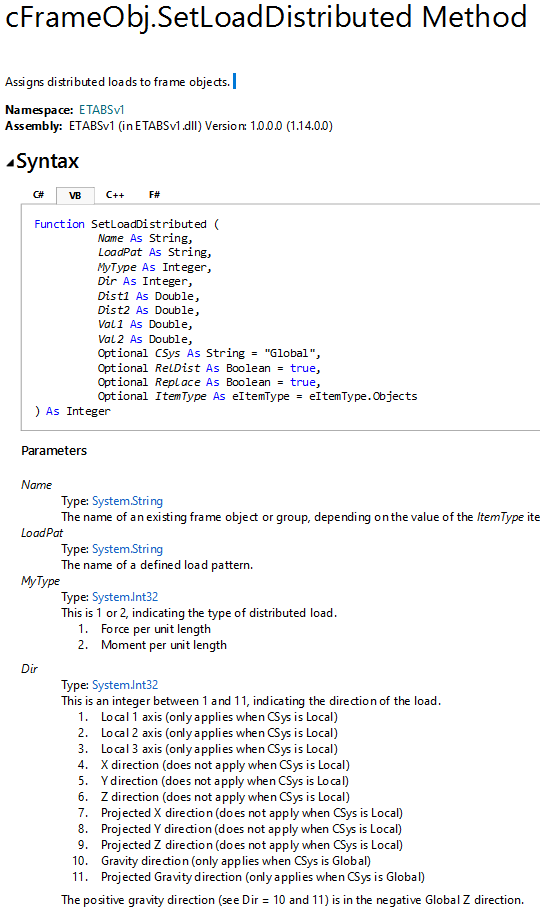 cFrameObj.SetLoadDistributed Method
Assigns distributed loads to frame objects.
Namespace: ETABSv1
Assembly: ETABSv1 (in ETABSv1.dll) Version: 1.0.0.0 (1.14.0.0)
Syntax
C# VB C++ F#
Function SetLoadDistributed (
Name As String,
LoadPat As String,
MyType As Integer,
Dir As Integer,
Dist1 As Double,
Dist2 As Double,
Val1 As Double,
Val2 As Double,
Optional CSys As String = "Global",
Optional RelDist As Boolean = true,
Optional Replace As Boolean = true,
Optional ItemType As eItemType = eItemType.Objects
) As Integer
Parameters
Name
Type: System.String
The name of an existing frame object or group, depending on the value of the ItemType ite
LoadPat
Type: System.String
The name of a defined load pattern.
MyType
Type: System.Int32
This is 1 or 2, indicating the type of distributed load.
1. Force per unit length
2. Moment per unit length
Dir
Type: System.Int32
This is an integer between 1 and 11, indicating the direction of the load.
1. Local 1 axis (only applies when CSys is Local)
2. Local 2 axis (only applies when CSys is Local)
3. Local 3 axis (only applies when CSys is Local)
4. X direction (does not apply when CSys is Local)
5. Y direction (does not apply when CSys is Local)
6. Z direction (does not apply when CSys is Local)
7. Projected X direction (does not apply when CSys is Local)
8. Projected Y direction (does not apply when CSys is Local)
9. Projected Z direction (does not apply when CSys is Local)
10. Gravity direction (only applies when CSys is Global)
11. Projected Gravity direction (only applies when CSys is Global)
The positive gravity direction (see Dir = 10 and 11) is in the negative Global Z direction.